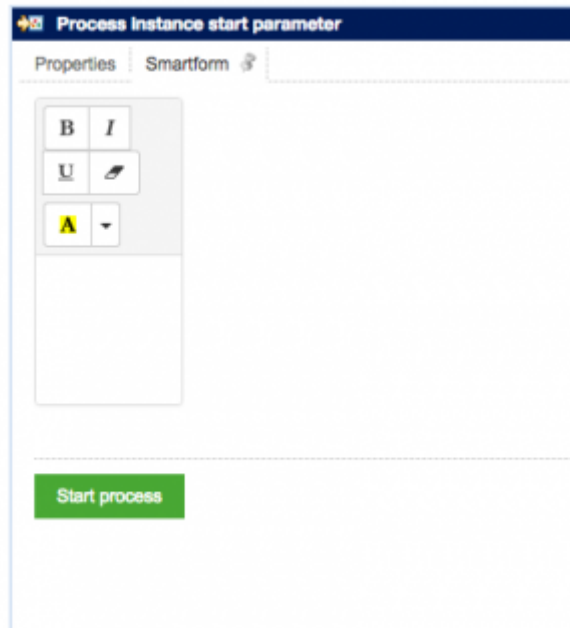 Process Instance start parameter
Properties Smartform
B I
U
A
Start process